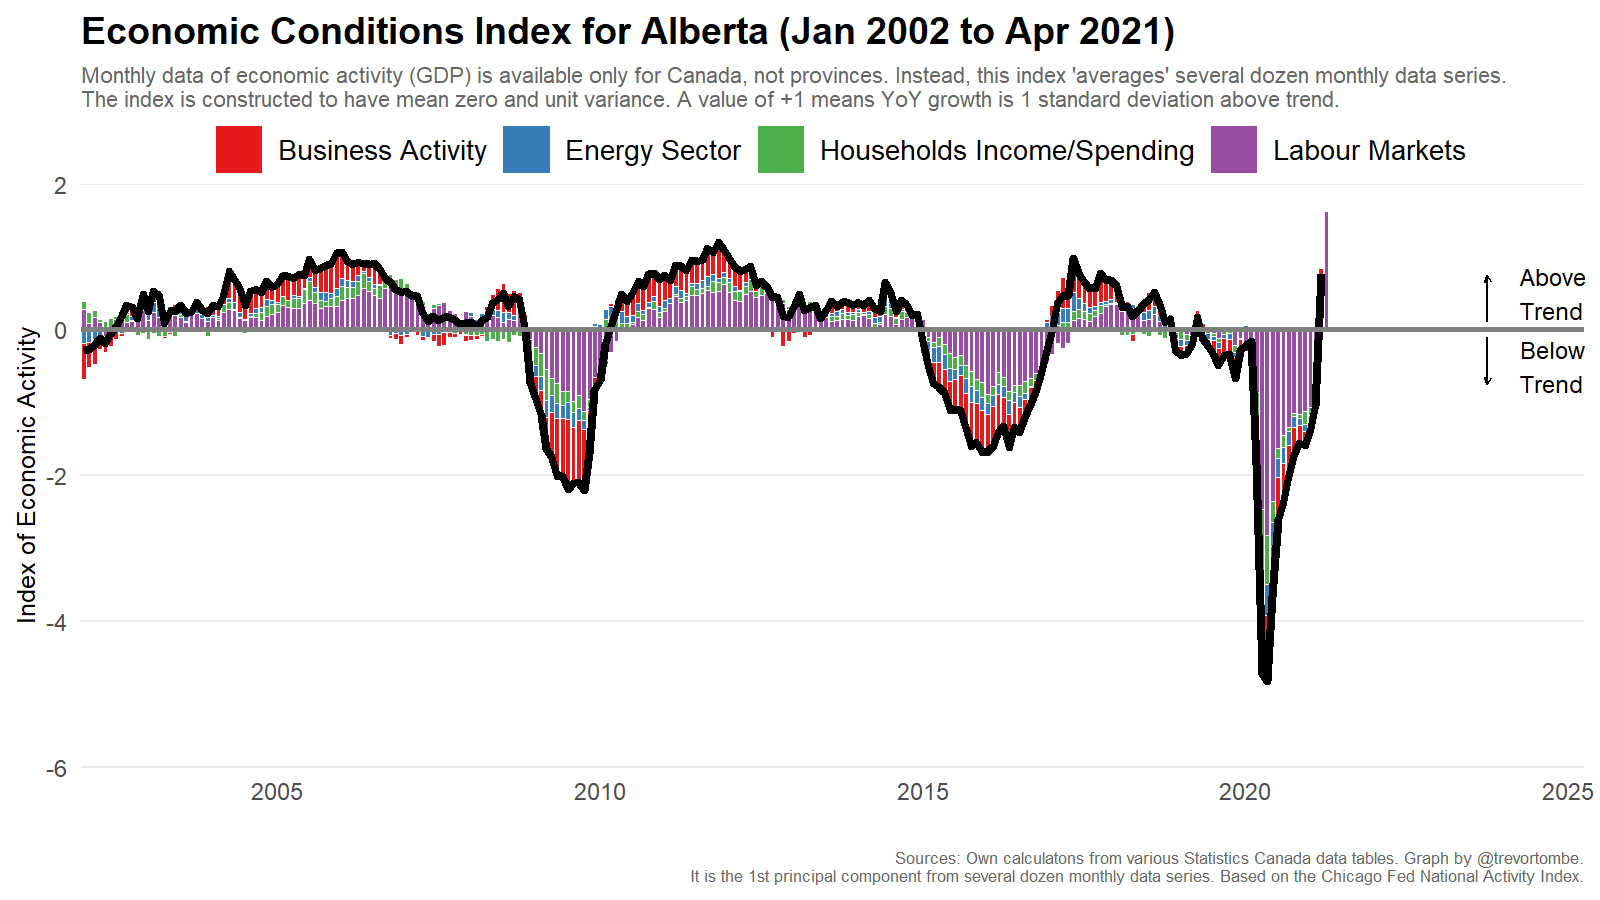 Economic Conditions Index for Alberta (Jan 2002 to Apr 2021)
Monthly data of economic activity (GDP) is available only for Canada, not provinces. Instead, this index 'averages' several dozen monthly data series.
The index is constructed to have mean zero and unit variance. A value of +1 means YoY growth is 1 standard deviation above trend.
Business Activity Energy Sector Households Income/Spending Labour Markets
Index of Economic Activity
2
0
-2
-4
-6
Above
Trend
Below
Trend
2005 2010 2015 2020 2025
Sources: Own calculatons from various Statistics Canada data tables. Graph by @trevortombe.
It is the 1st principal component from several dozen monthly data series. Based on the Chicago Fed National Activity Index.